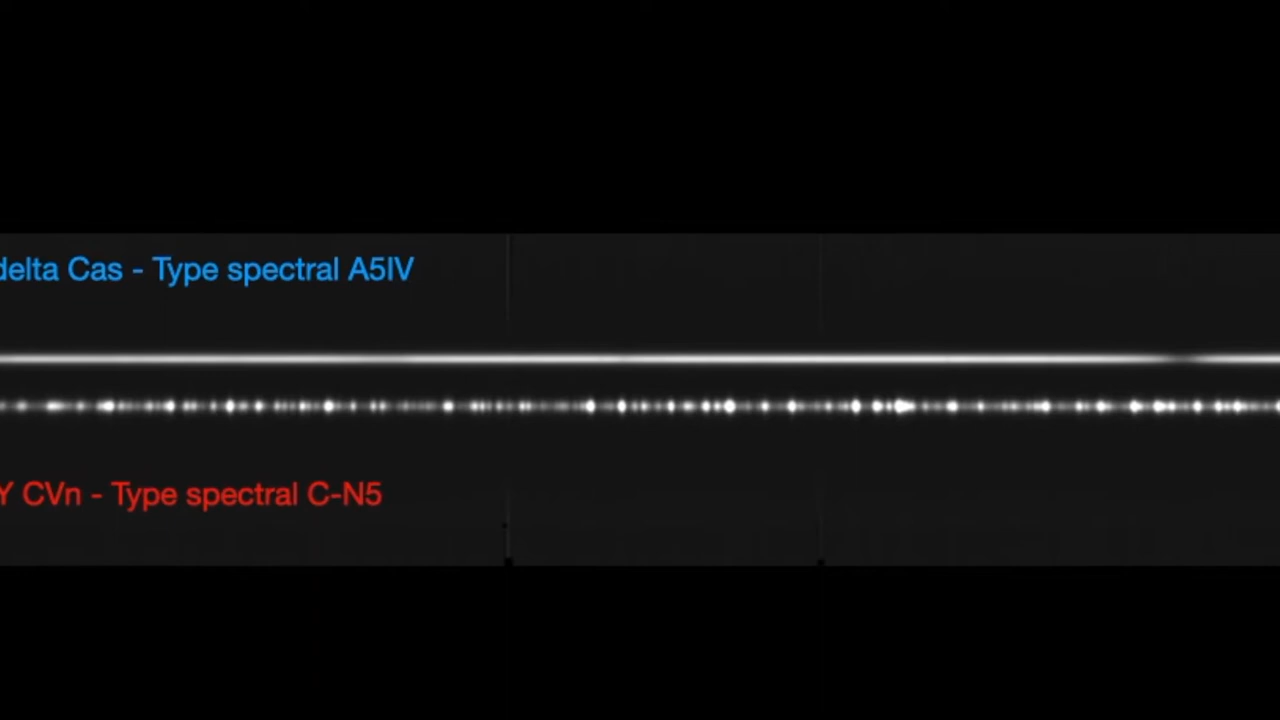 delta Cas - Type spectral A5IV
Y CVn - Type spectral C-N5